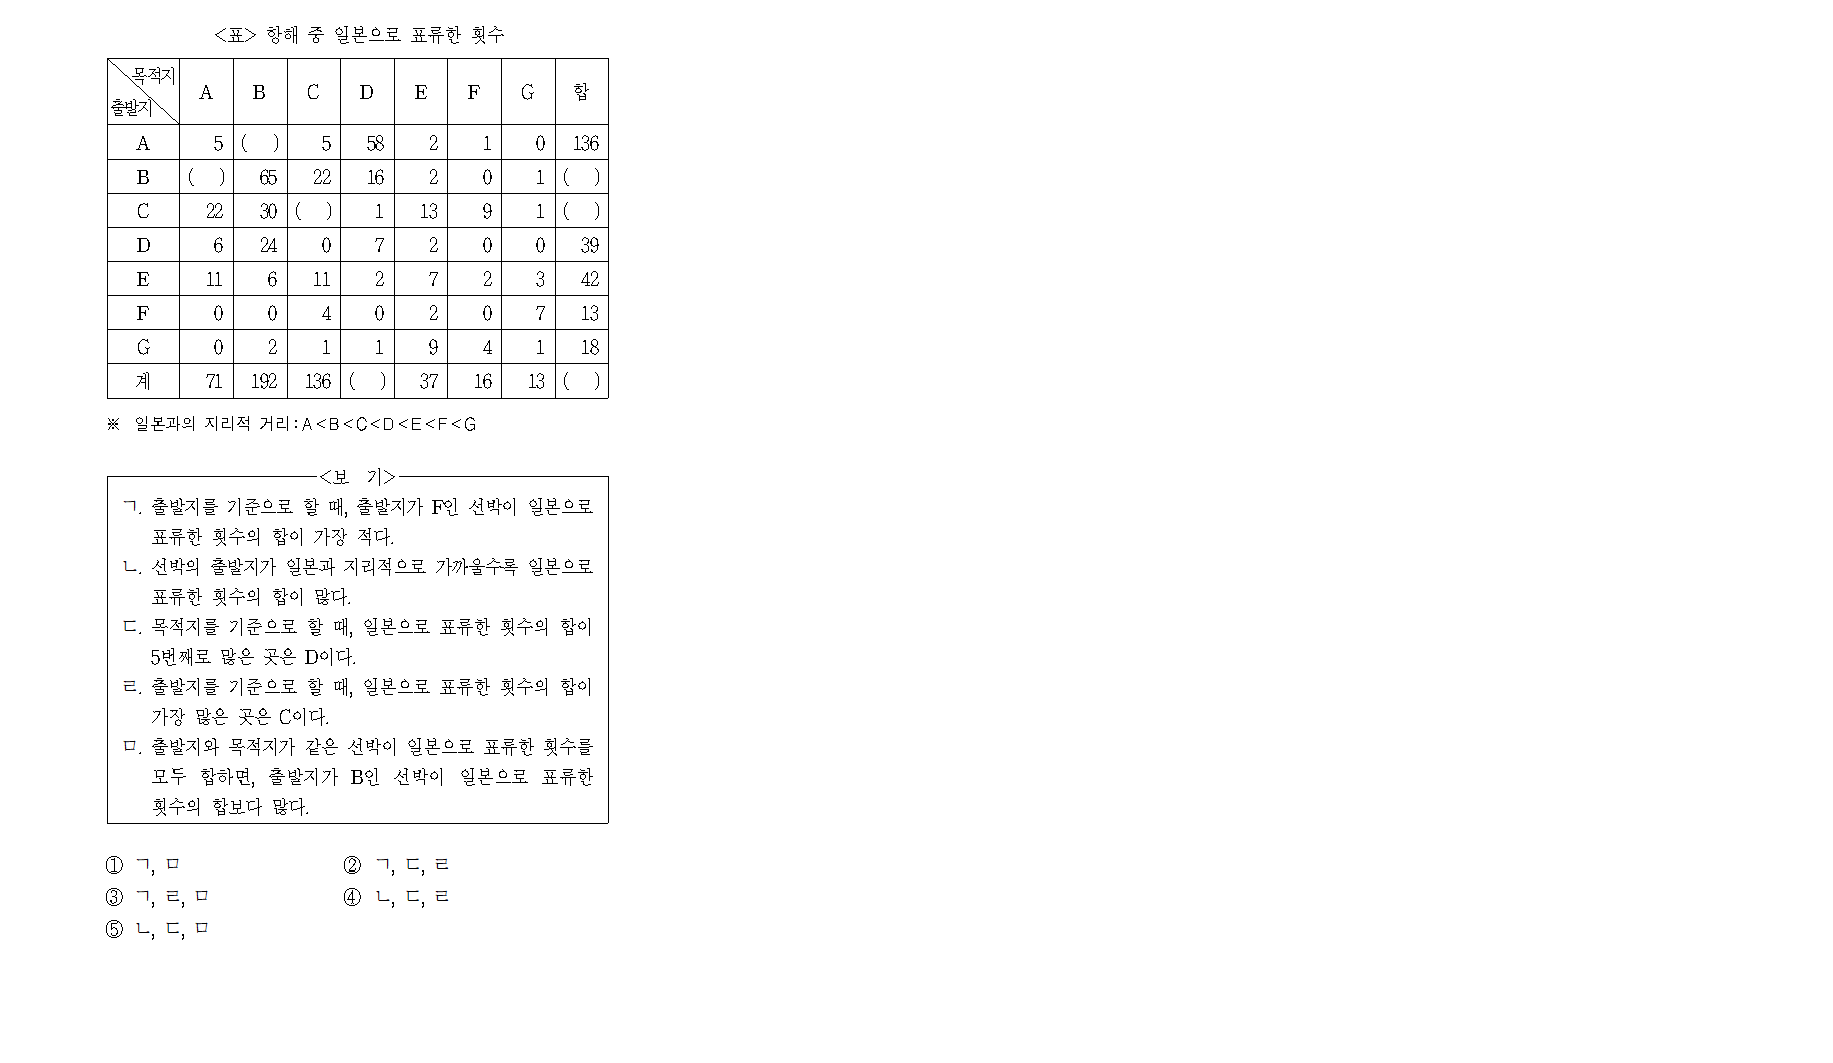 <표> 항해 중 일본으로 표류한 횟수
목적지 A B C D E F G 합
출발지
A 5 ( ) 5 58 2 1 0 136
B ( ) 65 22 16 2 0 1 ( )
C 22 30 ( ) 1 13 9 1 ( )
D 6 24 0 7 2 0 0 39
E 11 6 11 2 7 2 3 42
F 0 0 4 0 2 0 7 13
G 0 2 1 1 9 4 1 18
계 71 192 136 ( ) 37 16 13 ( )
※ 일본과의 지리적 거리:A<B<C<D<E<F<G
<보 기>
ㄱ. 출발지를 기준으로 할 때, 출발지가 F인 선박이 일본으로
표류한 횟수의 합이 가장 적다.
ㄴ. 선박의 출발지가 일본과 지리적으로 가까울수록 일본으로
표류한 횟수의 합이 많다.
ㄷ. 목적지를 기준으로 할 때, 일본으로 표류한 횟수의 합이
5번째로 많은 곳은 D이다.
ㄹ. 출발지를 기준으로 할 때, 일본으로 표류한 횟수의 합이
가장 많은 곳은 C이다.
ㅁ. 출발지와 목적지가 같은 선박이 일본으로 표류한 횟수를
모두 합하면, 출발지가 B인 선박이 일본으로 표류한
횟수의 합보다 많다.
① ㄱ, ㅁ ② ㄱ, ㄷ, ㄹ
③ ㄱ, ㄹ, ㅁ ④ ㄴ, ㄷ, ㄹ
⑤ ㄴ, ㄷ, ㅁ